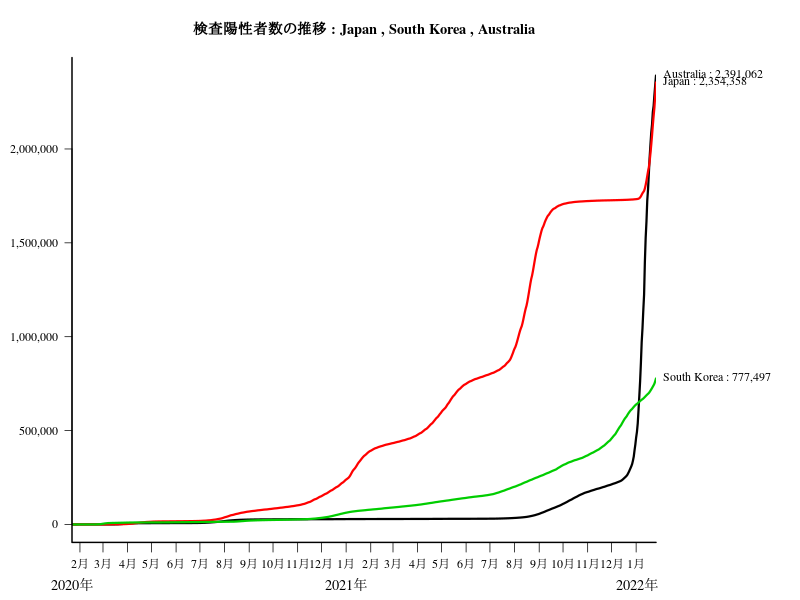 検査陽性者数の推移 : Japan , South Korea , Australia
Australia : 2,391,062
Japan : 2,354,358
2,000,000
1,500,000
1,000,000
South Korea : 777,497
500,000
0
2月 3月 4月 5月 6月 7月 8月 9月 10月 11月 12月 1月 2月 3月 4月 5月 6月 7月 8月 9月 10月 11月 12月 1月
2020年 2021年 2022年